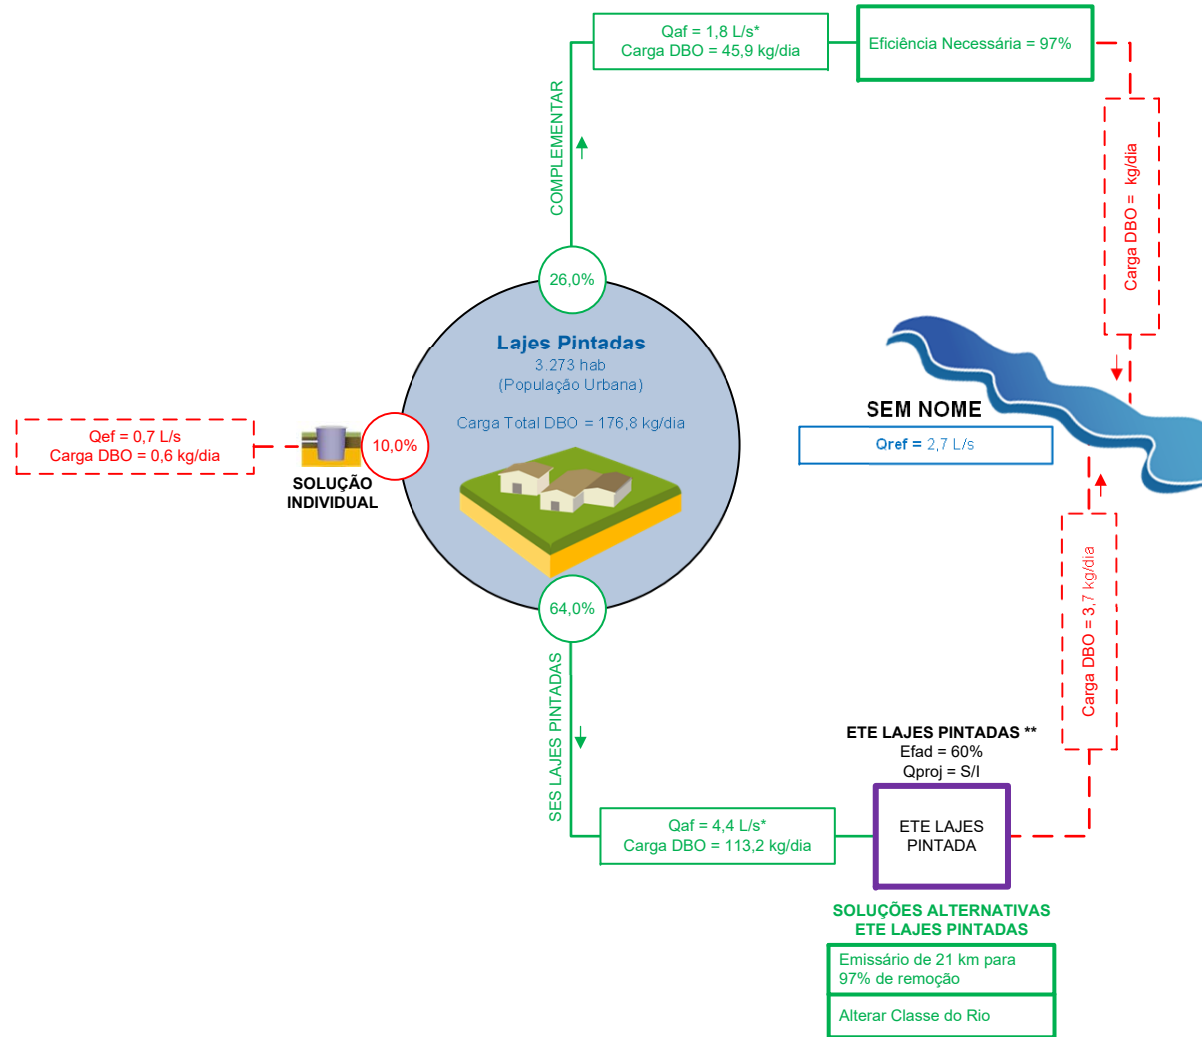 Qaf = 1,8 L/s*
Carga DBO = 45,9 kg/dia
Eficiência Necessária = 97%
COMPLEMENTAR
Carga DBO =  kg/dia
26,0%
Lajes Pintadas
3.273 hab
(População Urbana)
Carga Total DBO = 176,8 kg/dia
SEM NOME
Qref = 2,7 L/s
Qef = 0,7 L/s
Carga DBO = 0,6 kg/dia
10,0%
SOLUÇÃO
INDIVIDUAL
64,0%
SES LAJES PINTADAS
Carga DBO = 3,7 kg/dia
ETE LAJES PINTADAS **
Efad = 60%
Qproj = S/I
Qaf = 4,4 L/s*
Carga DBO = 113,2 kg/dia
ETE LAJES
PINTADA
SOLUÇÕES ALTERNATIVAS
ETE LAJES PINTADAS
Emissário de 21 km para
97% de remoção
Alterar Classe do Rio